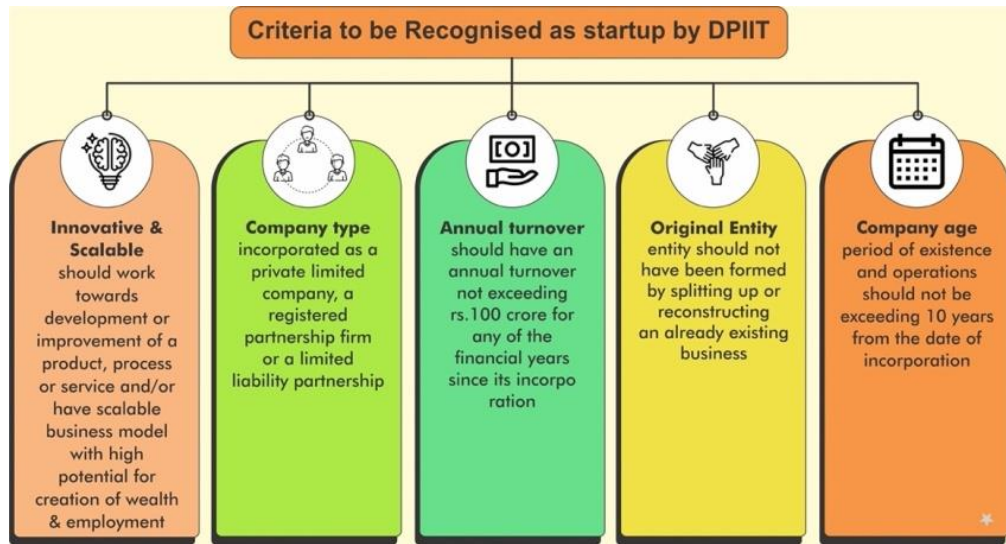 Criteria to be Recognised as startup by DPIIT
Innovative &
Scalable
should work
towards
development or
improvement of a
product, process
or service and/or
have scalable
business model
with high
potential for
creation of wealth
& employment
Company type
incorporated as a
private limited
company, a
registered
partnership firm
or a limited
liability partnership
Annual turnover
should have an
annual turnover
not exceeding
rs.100 crore for
any of the
financial years
since its incorpo
ration
Original Entity
entity should not
have been formed
by splitting up or
reconstructing
an already existing
business
Company age
period of existence
and operations
should not be
exceeding 10 years
from the date of
incorporation